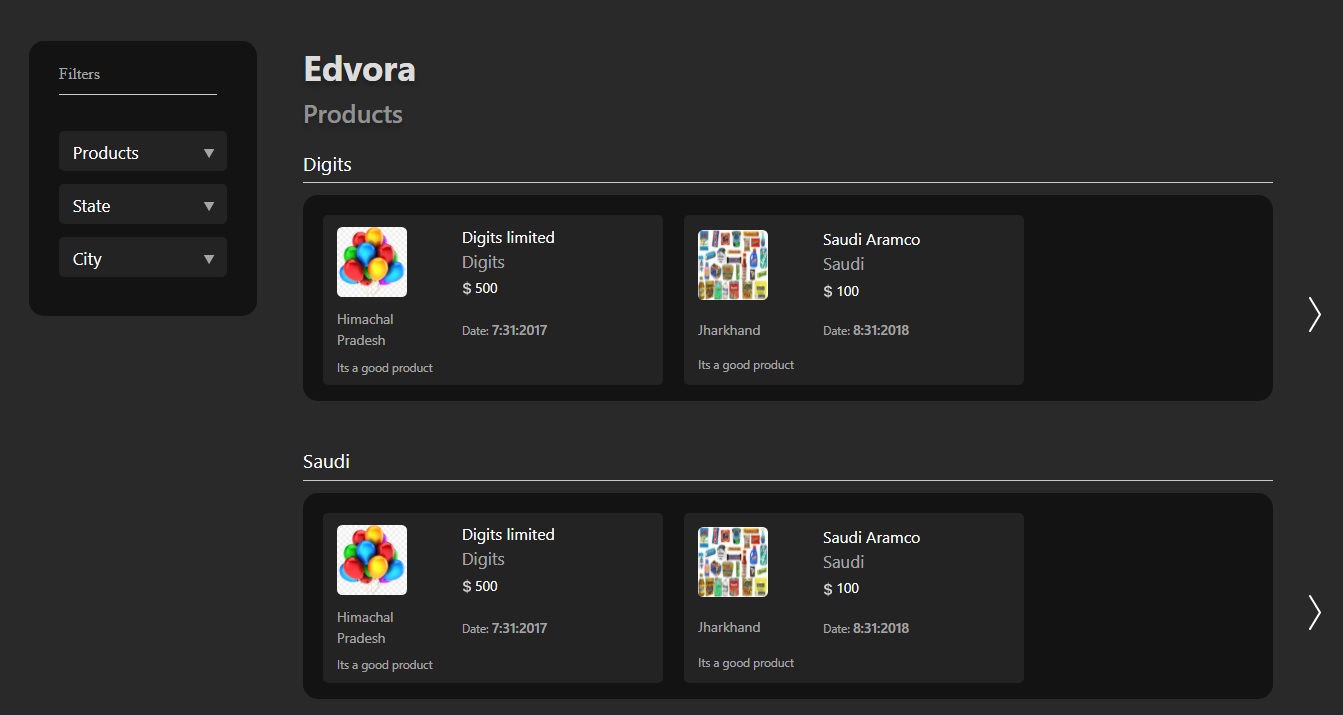 Filters
Products
State
City
Edvora
Products
Digits
Digits limited
Digits
$ 500
Himachal
Pradesh
Date: 7:31:2017
Its a good product
Saudi Aramco
Saudi
$ 100
Jharkhand
Date: 8:31:2018
Its a good product
Saudi
Digits limited
Digits
$ 500
Himachal
Pradesh
Date: 7:31:2017
Its a good product
Saudi Aramco
Saudi
$ 100
Jharkhand
Date: 8:31:2018
Its a good product